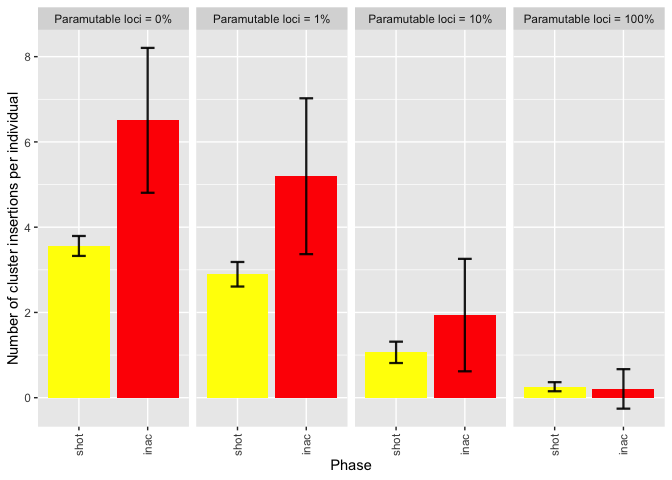 Paramutable loci = 0%
Paramutable loci = 1%
Paramutable loci = 10%
Paramutable loci = 100%
Number of cluster insertions per individual
8
6
4
2
0
shot
inac
shot
inac
shot
inac
shot
inac
Phase